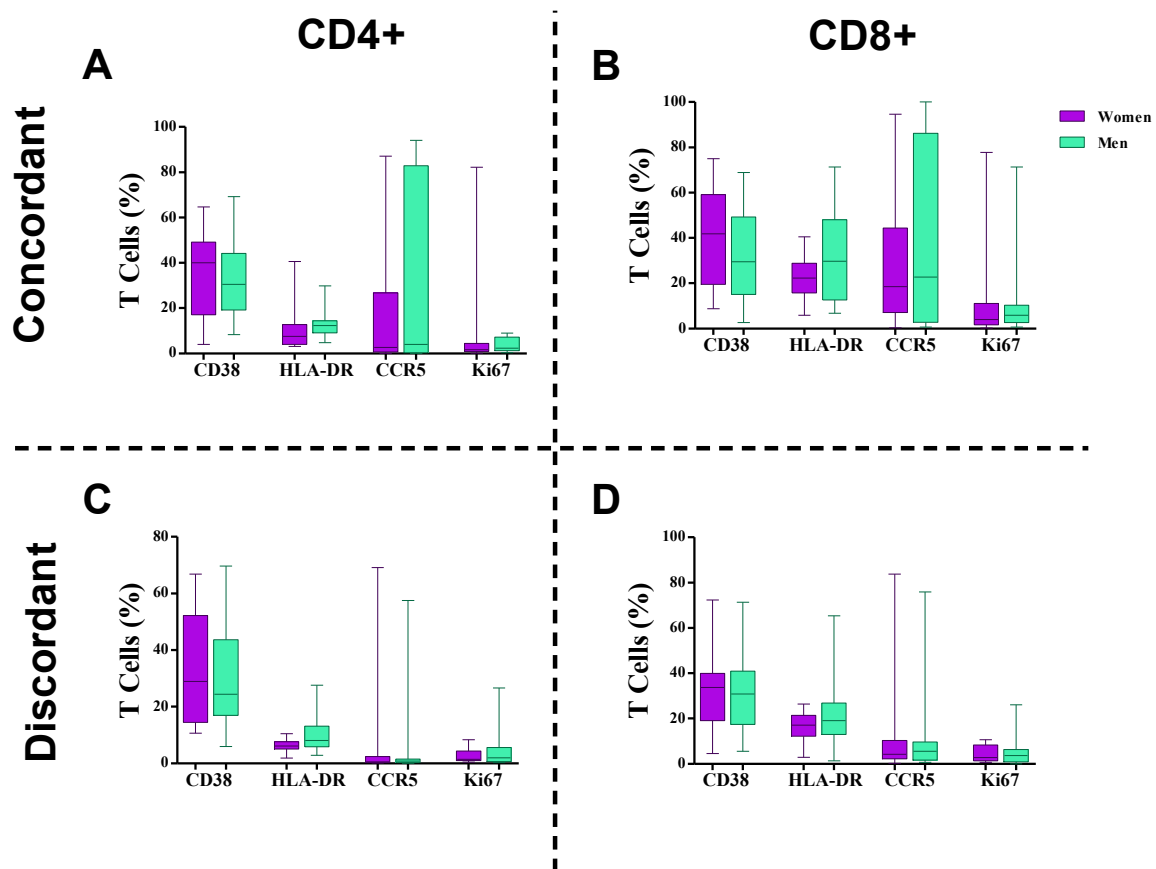 CD4+
CD8+
Concordant
A
T Cells (%)
100
80
60
40
20
0
CD38 HLA-DR CCR5 Ki67
B
T Cells (%)
100
80
60
40
20
0
CD38 HLA-DR CCR5 Ki67
Women
Men
Discordant
C
T Cells (%)
80
60
40
20
0
CD38 HLA-DR CCR5 Ki67
D
T Cells (%)
100
80
60
40
20
0
CD38 HLA-DR CCR5 Ki67